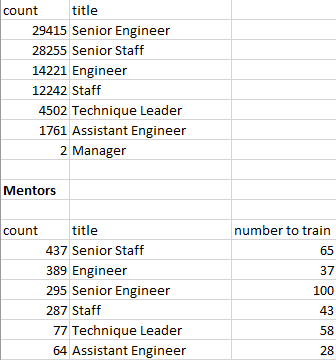 count title
29415 Senior Engineer
28255 Senior Staff
14221 Engineer
12242 Staff
4502 Technique Leader
1761 Assistant Engineer
2 Manager
Mentors
count title number to train
437 Senior Staff 65
389 Engineer 37
295 Senior Engineer 100
287 Staff 43
77 Technique Leader 58
64 Assistant Engineer 28